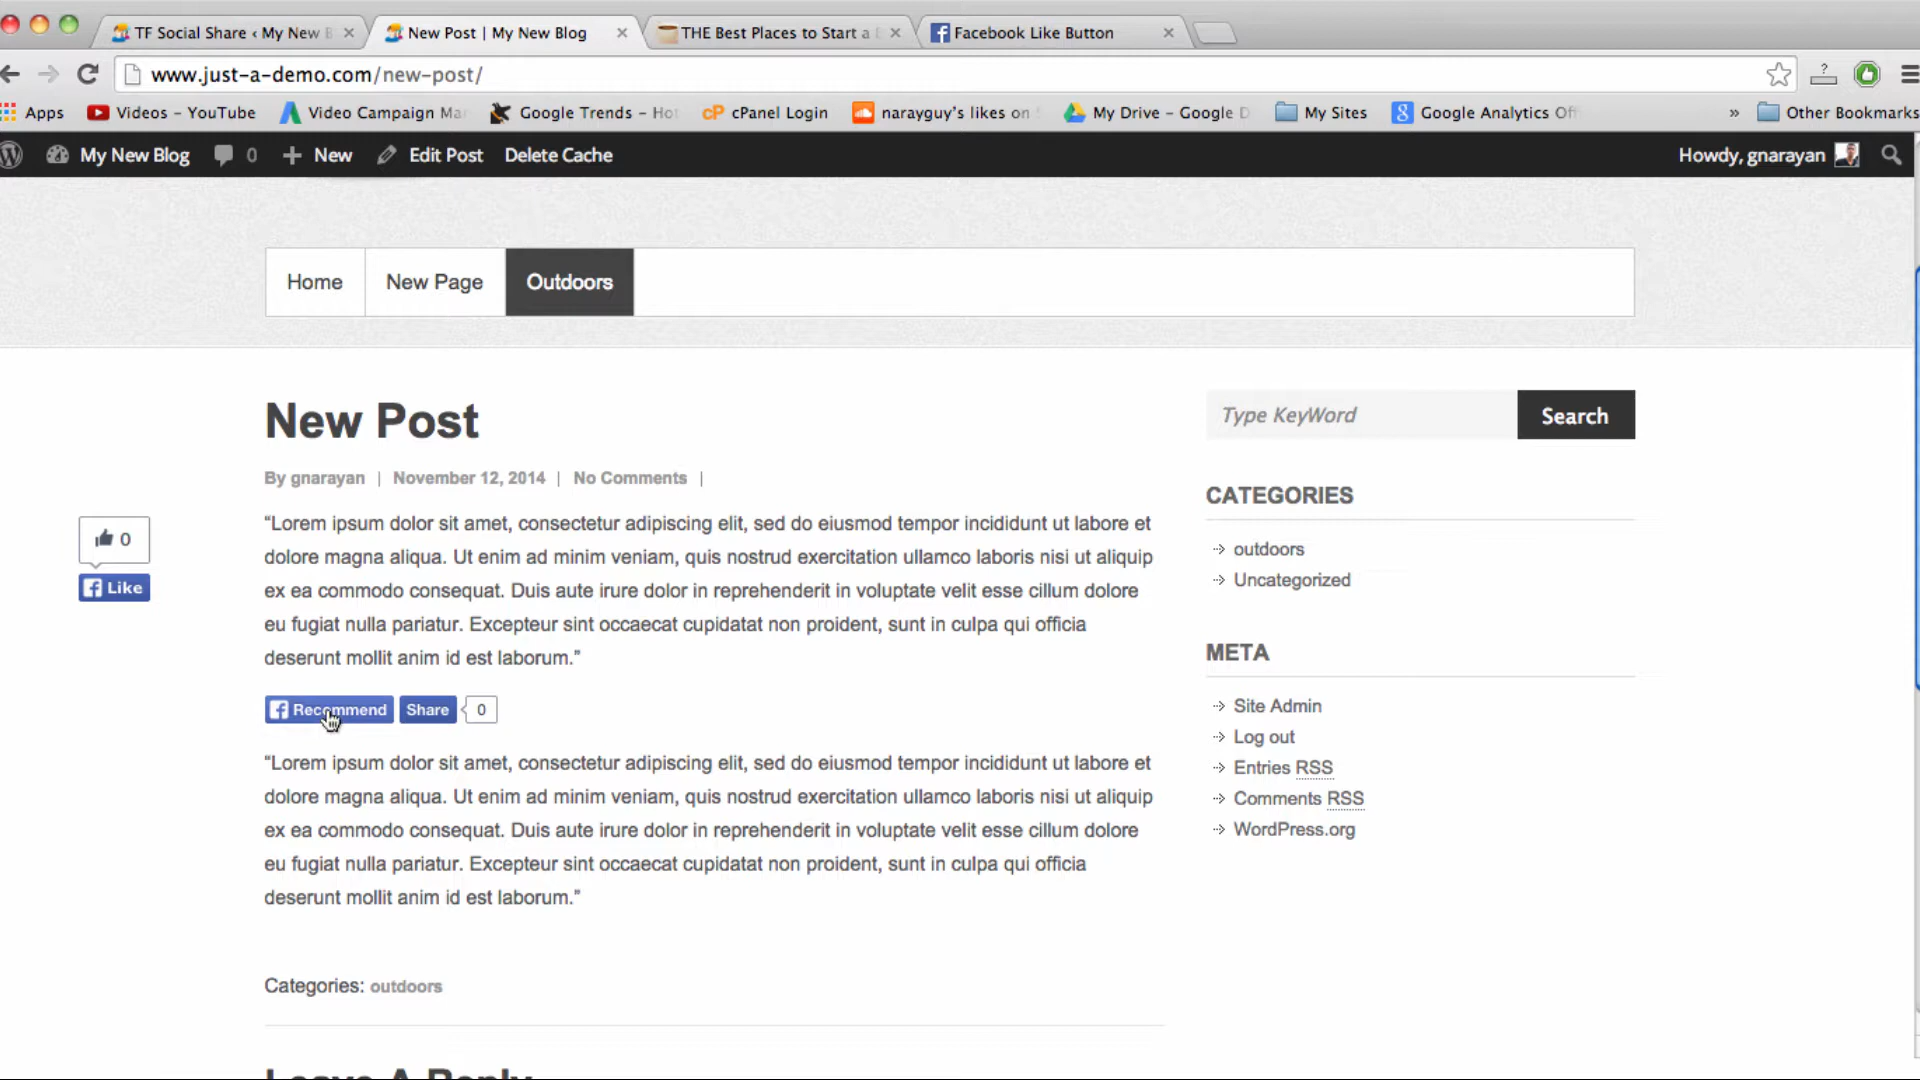 TF Social Share ‹ My New B
New Post | My New Blog
THE Best Places to Start a
Facebook Like Button
www.just-a-demo.com/new-post/
?
Apps
Videos – YouTube
Video Campaign Ma
Google Trends – Hot
cP cPanel Login
narayguy's likes on
My Drive – Google D
My Sites
8 Google Analytics Of
»
Other Bookmarks
My New Blog
0
New
Edit Post
Delete Cache
Howdy, gnarayan
Home
New Page
Outdoors
New Post
By gnarayan | November 12, 2014 | No Comments |
“Lorem ipsum dolor sit amet, consectetur adipiscing elit, sed do eiusmod tempor incididunt ut labore et
dolore magna aliqua. Ut enim ad minim veniam, quis nostrud exercitation ullamco laboris nisi ut aliquip
ex ea commodo consequat. Duis aute irure dolor in reprehenderit in voluptate velit esse cillum dolore
eu fugiat nulla pariatur. Excepteur sint occaecat cupidatat non proident, sunt in culpa qui officia
deserunt mollit anim id est laborum.”
0
Like
Recommend
Share
0
“Lorem ipsum dolor sit amet, consectetur adipiscing elit, sed do eiusmod tempor incididunt ut labore et
dolore magna aliqua. Ut enim ad minim veniam, quis nostrud exercitation ullamco laboris nisi ut aliquip
ex ea commodo consequat. Duis aute irure dolor in reprehenderit in voluptate velit esse cillum dolore
eu fugiat nulla pariatur. Excepteur sint occaecat cupidatat non proident, sunt in culpa qui officia
deserunt mollit anim id est laborum.”
Categories: outdoors
Leave A Reply
Type KeyWord
Search
CATEGORIES
outdoors
Uncategorized
META
Site Admin
Log out
Entries RSS
Comments RSS
WordPress.org